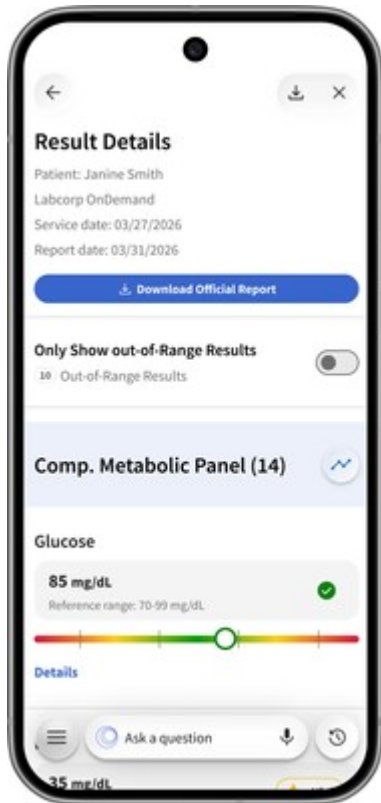 Result Details
Patient: Janine Smith
Labcorp OnDemand
Service date: 03/27/2026
Report date: 03/31/2026
Download Official Report
Only Show out-of-Range Results
10 Out-of-Range Results
Comp. Metabolic Panel (14)
Glucose
85 mg/dL
Reference range: 70-99 mg/dL
Details
Ask a question
35 mg/dL